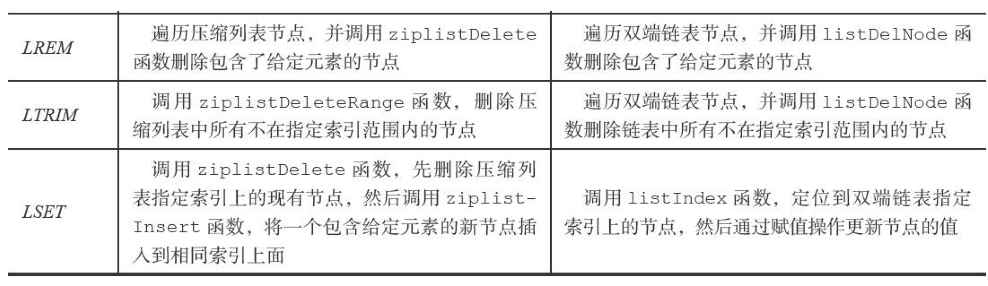 LREM
遍历压缩列表节点，并调用 ziplistDelete
函数删除包含了给定元素的节点
遍历双端链表节点，并调用 listDelNode 函
数删除包含了给定元素的节点
LTRIM
调用 ziplistDeleteRange 函数，删除压
缩列表中所有不在指定索引范围内的节点
遍历双端链表节点，并调用 listDelNode 函
数删除链表中所有不在指定索引范围内的节点
LSET
调用 ziplistDelete 函数，先删除压缩列
表指定索引上的现有节点，然后调用 ziplist-
Insert 函数，将一个包含给定元素的新节点插
入到相同索引上面
调用 listIndex 函数，定位到双端链表指定
索引上的节点，然后通过赋值操作更新节点的值